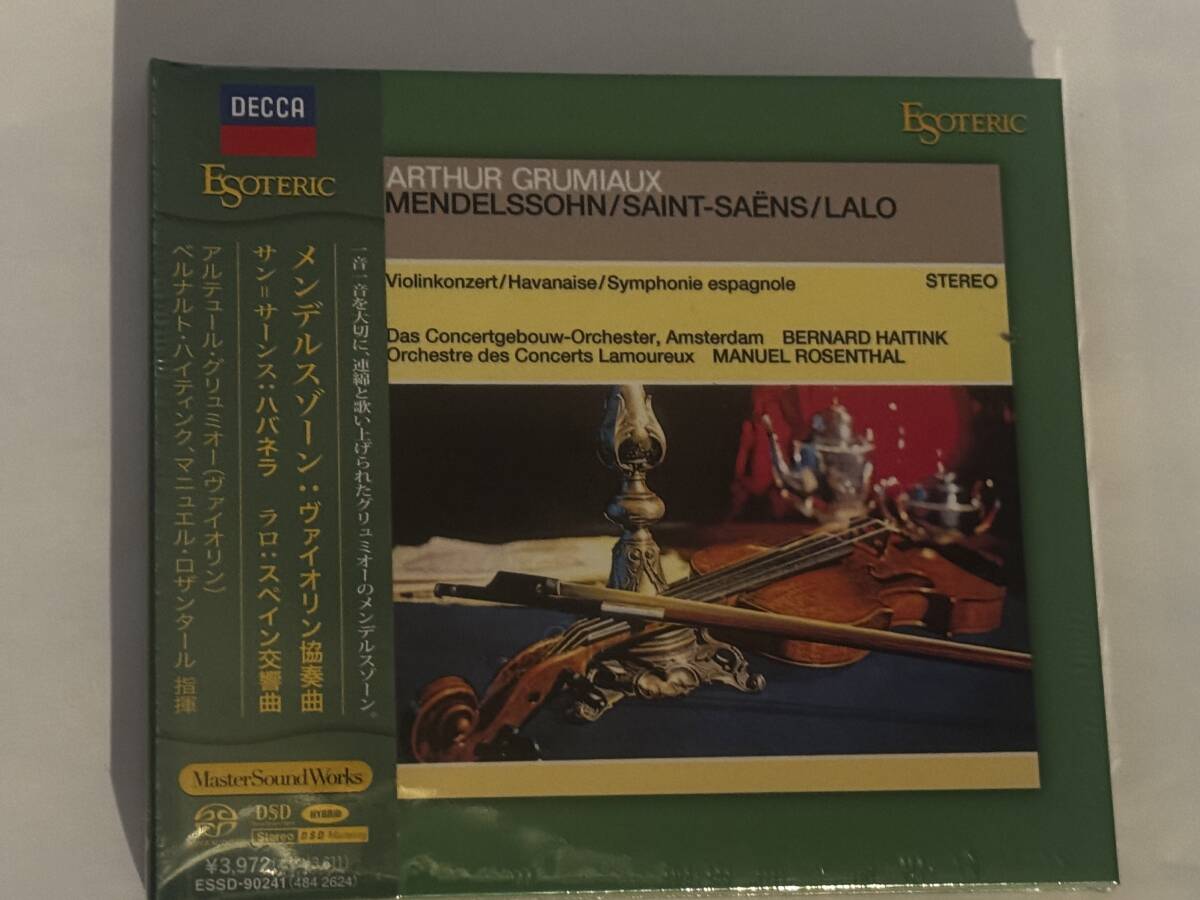 DECCA
ESOTERIC
一音一音を大切に、連綿と歌い上げられたグリュミオーのメンデルスゾーン。
メンデルスゾーン：ヴァイオリン協奏曲
サン＝サーンス：ハバネラ　ラロ：スペイン交響曲
アルテュール・グリュミオー（ヴァイオリン）
ベルナルト・ハイティンク、マニュエル・ロザンタール 指揮
MasterSoundWorks
DSD HYBRID
Stereo DSD Mastering
¥3,972
ESSD-90241 (484 2624)
ESOTERIC
ARTHUR GRUMIAUX
MENDELSSOHN/SAINT-SAËNS/LALO
Violinkonzert/Havanaise/Symphonie espagnole STEREO
Das Concertgebouw-Orchester, Amsterdam BERNARD HAITINK
Orchestre des Concerts Lamoureux MANUEL ROSENTHAL